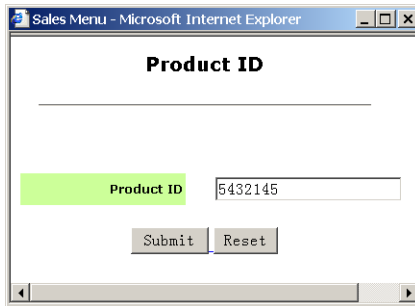 Sales Menu - Microsoft Internet Explorer
Product ID
Product ID 5432145
Submit Reset